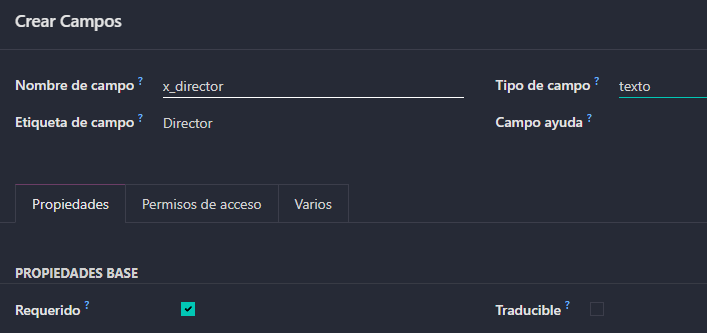 Crear Campos
Nombre de campo ? x_director Tipo de campo ? texto
Etiqueta de campo ? Director Campo ayuda ?
Propiedades Permisos de acceso Varios
PROPIEDADES BASE
Requerido ? Traducible ?